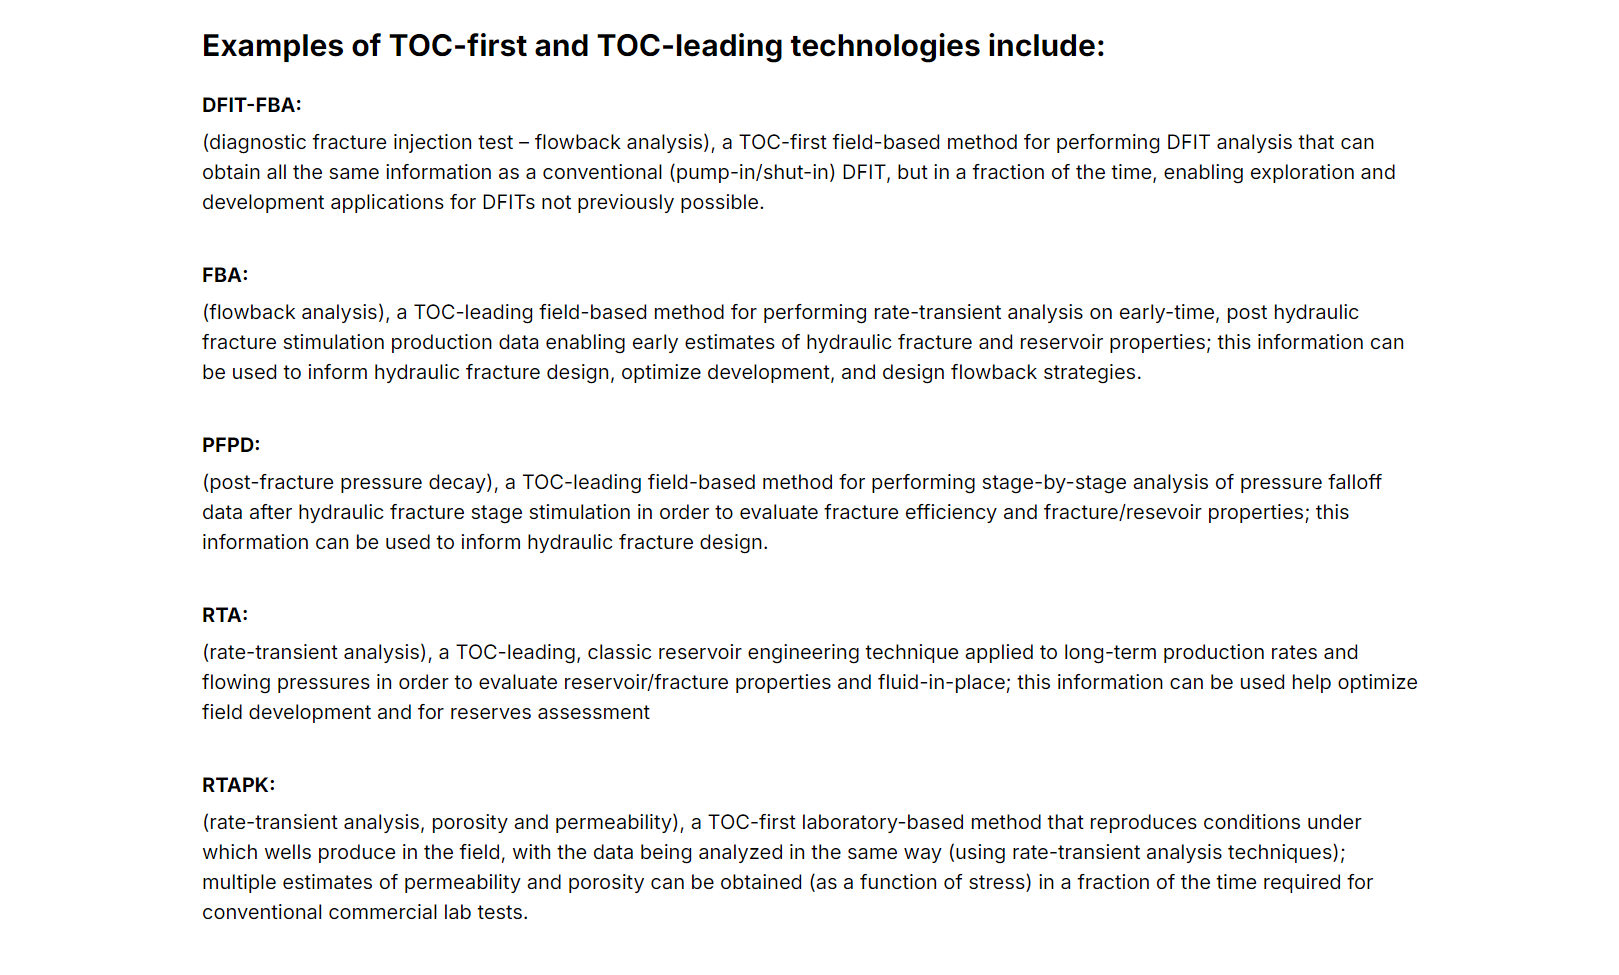 Examples of TOC-first and TOC-leading technologies include:
DFIT-FBA:
(diagnostic fracture injection test – flowback analysis), a TOC-first field-based method for performing DFIT analysis that can
obtain all the same information as a conventional (pump-in/shut-in) DFIT, but in a fraction of the time, enabling exploration and
development applications for DFITs not previously possible.
FBA:
(flowback analysis), a TOC-leading field-based method for performing rate-transient analysis on early-time, post hydraulic
fracture stimulation production data enabling early estimates of hydraulic fracture and reservoir properties; this information can
be used to inform hydraulic fracture design, optimize development, and design flowback strategies.
PFPD:
(post-fracture pressure decay), a TOC-leading field-based method for performing stage-by-stage analysis of pressure falloff
data after hydraulic fracture stage stimulation in order to evaluate fracture efficiency and fracture/resevoir properties; this
information can be used to inform hydraulic fracture design.
RTA:
(rate-transient analysis), a TOC-leading, classic reservoir engineering technique applied to long-term production rates and
flowing pressures in order to evaluate reservoir/fracture properties and fluid-in-place; this information can be used help optimize
field development and for reserves assessment
RTAPK:
(rate-transient analysis, porosity and permeability), a TOC-first laboratory-based method that reproduces conditions under
which wells produce in the field, with the data being analyzed in the same way (using rate-transient analysis techniques);
multiple estimates of permeability and porosity can be obtained (as a function of stress) in a fraction of the time required for
conventional commercial lab tests.